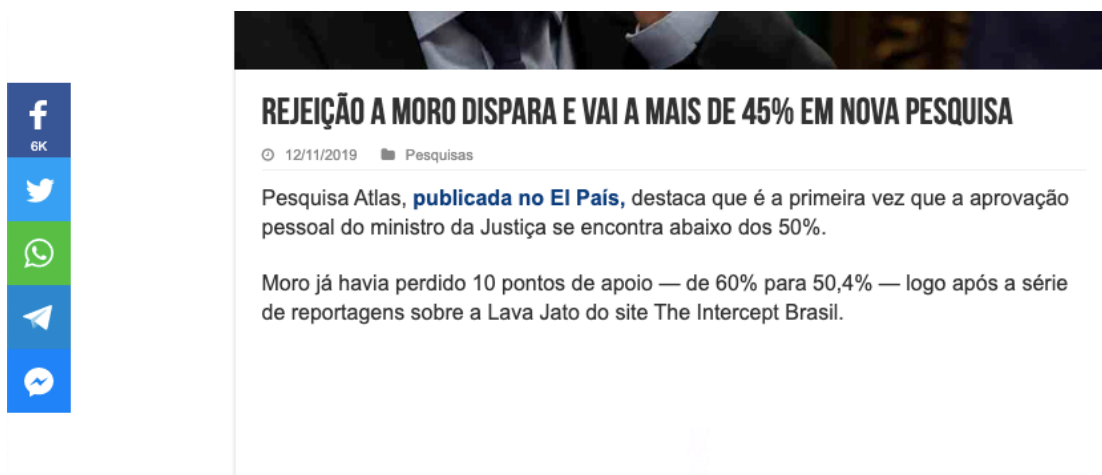 REJEIÇÃO A MORO DISPARA E VAI A MAIS DE 45% EM NOVA PESQUISA
12/11/2019 Pesquisas
Pesquisa Atlas, publicada no El País, destaca que é a primeira vez que a aprovação
pessoal do ministro da Justiça se encontra abaixo dos 50%.
Moro já havia perdido 10 pontos de apoio — de 60% para 50,4% — logo após a série
de reportagens sobre a Lava Jato do site The Intercept Brasil.
6K